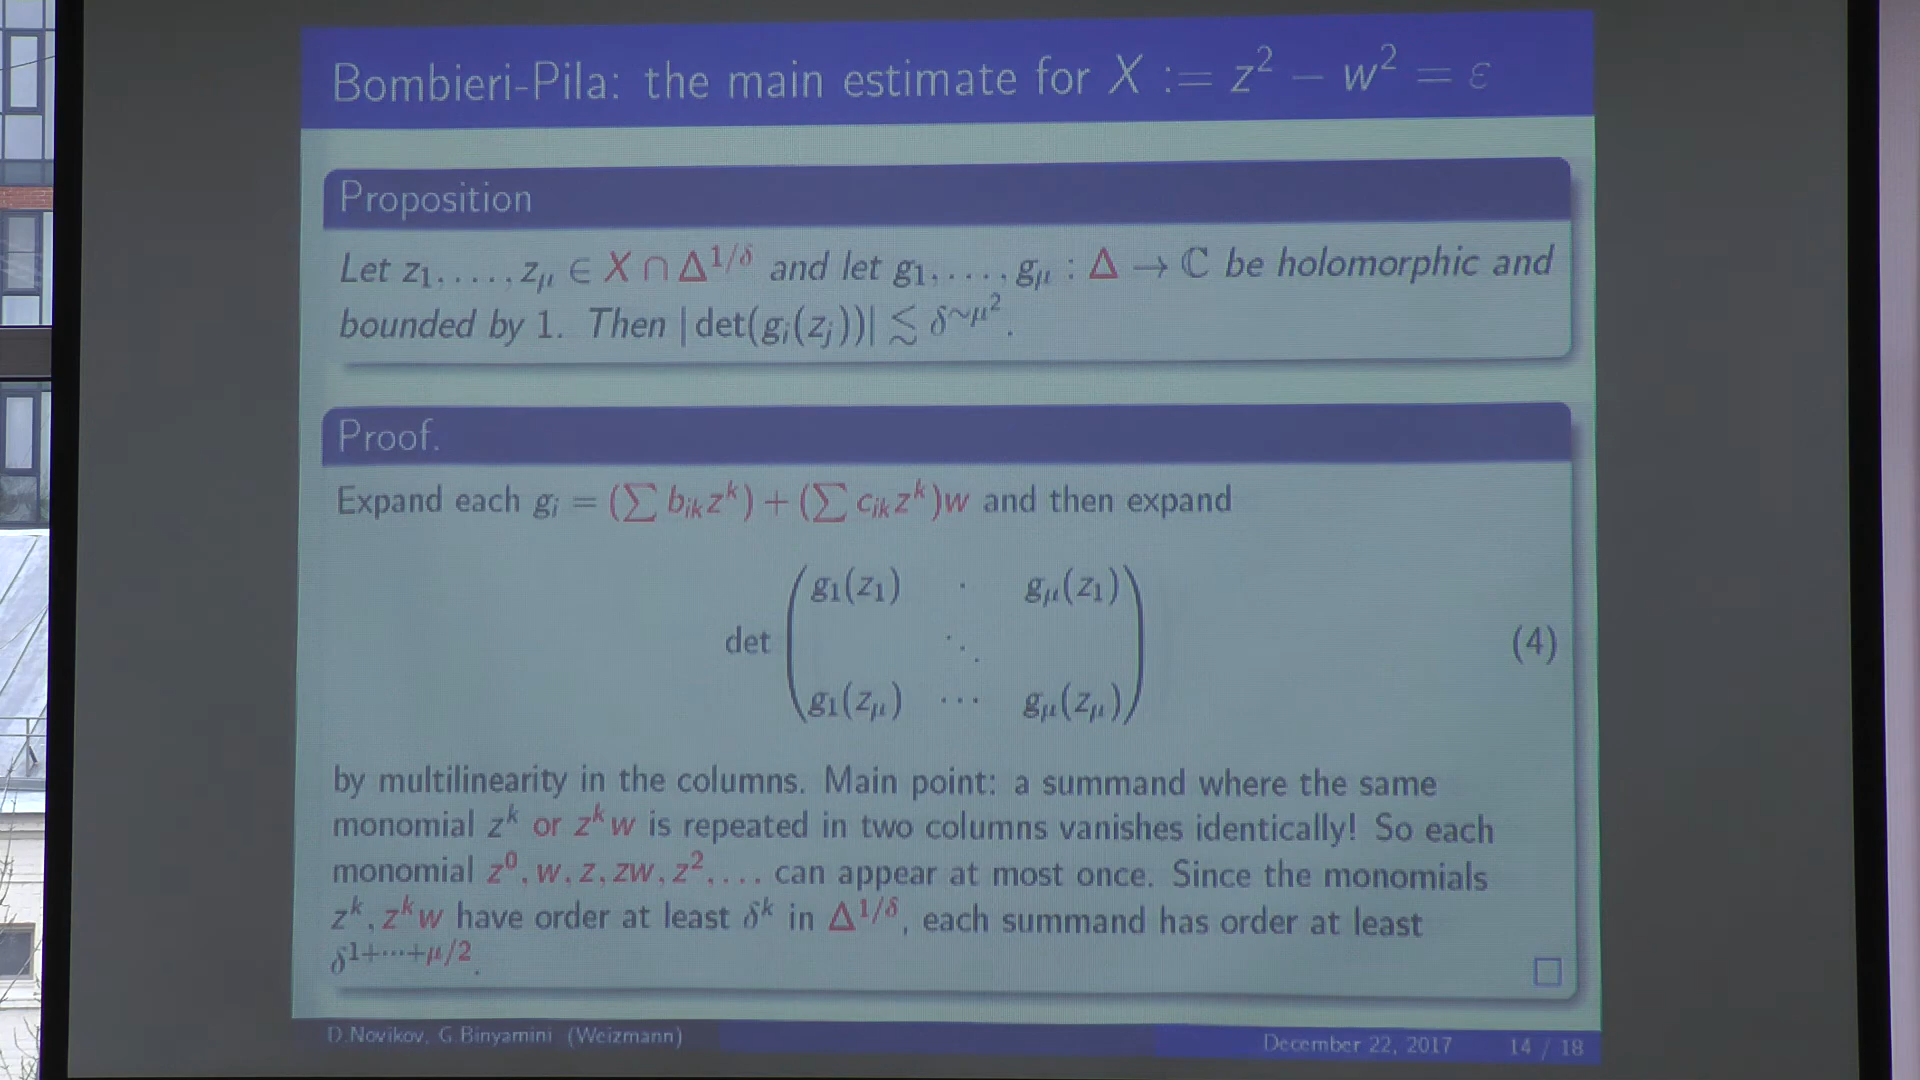 Bombieri-Pila: the main estimate for X := z² − w² = ε
Proposition
Let z₁, . . . , z_μ ∈ X ∩ Δ^{1/δ} and let g₁, . . . , g_μ : Δ → ℂ be holomorphic and
bounded by 1. Then | det(g_i(z_j))| ≲ δ^{∼μ²}.
Proof.
Expand each g_i = (∑ b_{ik}z^k) + (∑ c_{ik}z^k)w and then expand
g₁(z₁) · g_μ(z₁)
det ⋱ (4)
g₁(z_μ) ⋯ g_μ(z_μ)
by multilinearity in the columns. Main point: a summand where the same
monomial z^k or z^k w is repeated in two columns vanishes identically! So each
monomial z⁰, w, z, zw, z², . . . can appear at most once. Since the monomials
z^k, z^k w have order at least δ^k in Δ^{1/δ}, each summand has order at least
δ^{1+⋯+μ/2}.
D.Novikov, G.Binyamini (Weizmann) December 22, 2017 14 / 18